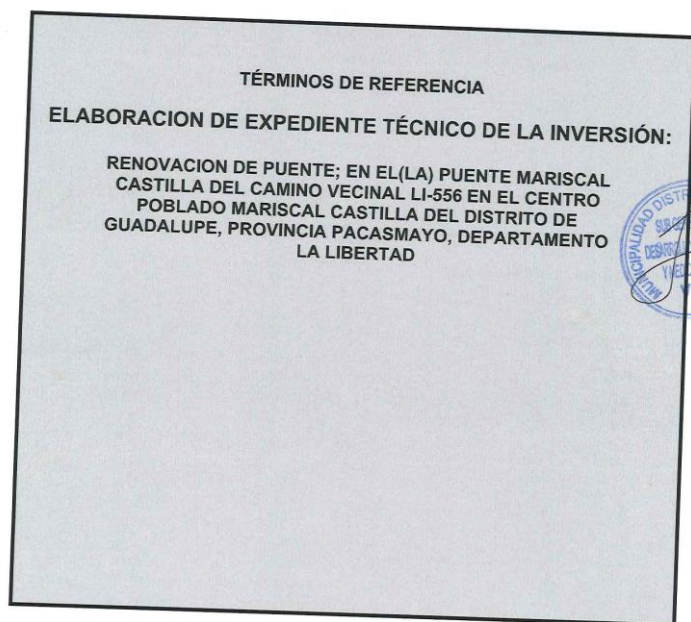 TÉRMINOS DE REFERENCIA
ELABORACION DE EXPEDIENTE TÉCNICO DE LA INVERSIÓN:
RENOVACION DE PUENTE; EN EL(LA) PUENTE MARISCAL
CASTILLA DEL CAMINO VECINAL LI-556 EN EL CENTRO
POBLADO MARISCAL CASTILLA DEL DISTRITO DE
GUADALUPE, PROVINCIA PACASMAYO, DEPARTAMENTO
LA LIBERTAD
MUNICIPALIDAD